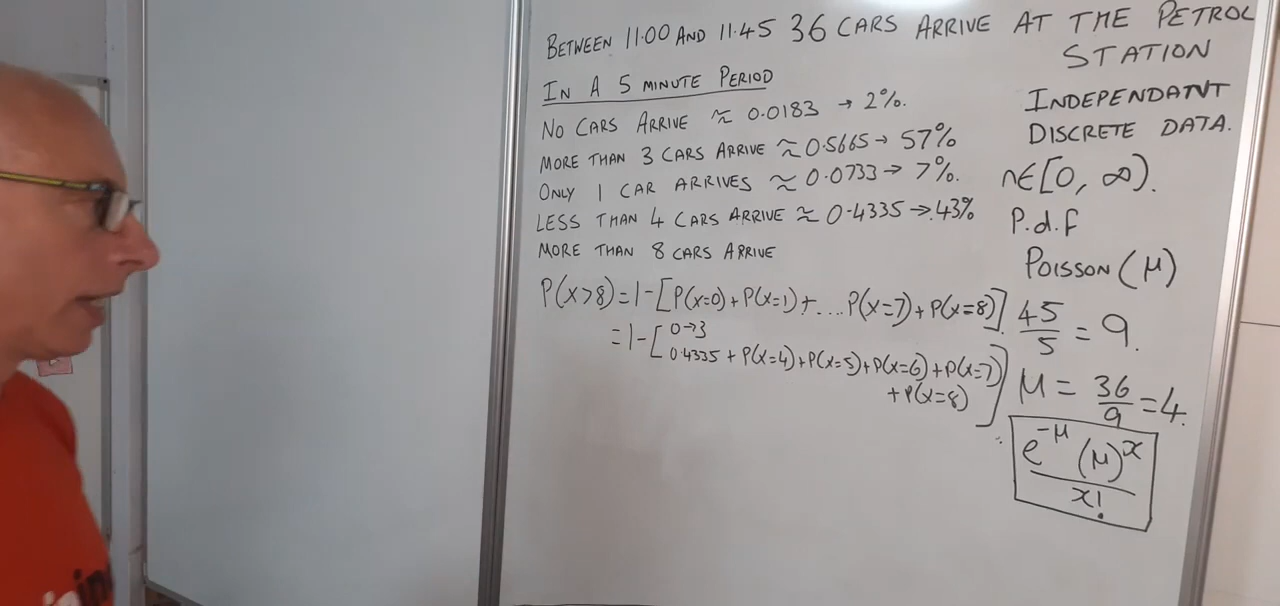 BETWEEN 11.00 AND 11.45 36 CARS ARRIVE AT THE PETROL
STATION
IN A 5 MINUTE PERIOD
NO CARS ARRIVE ≈ 0.0183 → 2%.
MORE THAN 3 CARS ARRIVE ≈ 0.5665 → 57%
ONLY 1 CAR ARRIVES ≈ 0.0733 → 7%.
LESS THAN 4 CARS ARRIVE ≈ 0.4335 → 43%
MORE THAN 8 CARS ARRIVE
P(x>8) = 1-[P(x=0) + P(x=1) + .... P(x=7) + P(x=8)]
= 1-[0→3
0.4335 + P(x=4) + P(x=5) + P(x=6) + P(x=7)
+ P(x=8)]
INDEPENDANT
DISCRETE DATA.
n∈[0, ∞).
P.d.f
POISSON (μ)
45/5 = 9.
μ = 36/9 = 4.
e^-μ (μ)^x
x!